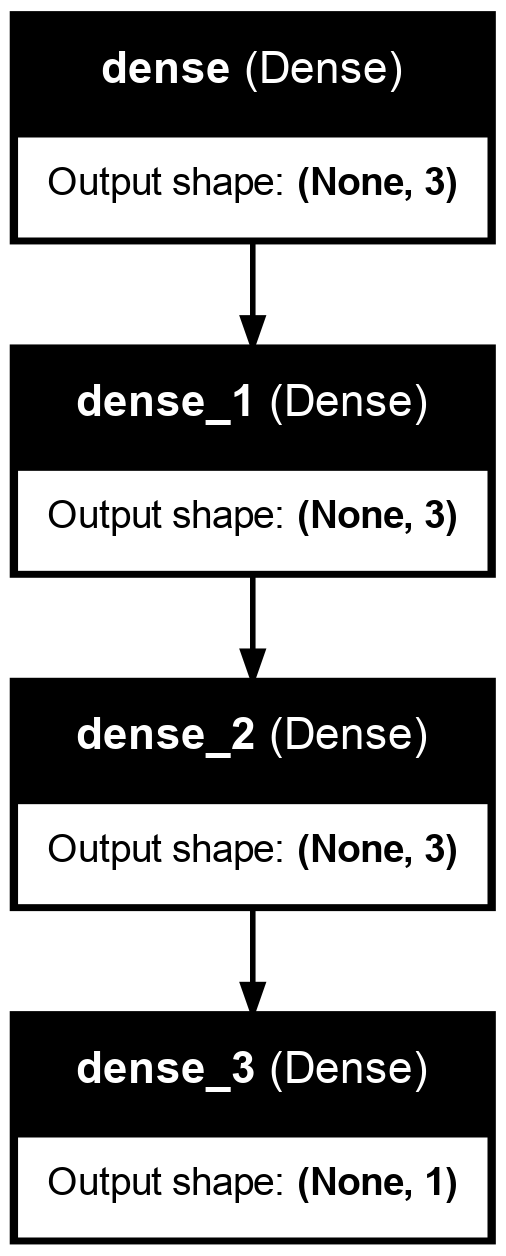 dense (Dense)
Output shape: (None, 3)
dense_1 (Dense)
Output shape: (None, 3)
dense_2 (Dense)
Output shape: (None, 3)
dense_3 (Dense)
Output shape: (None, 1)